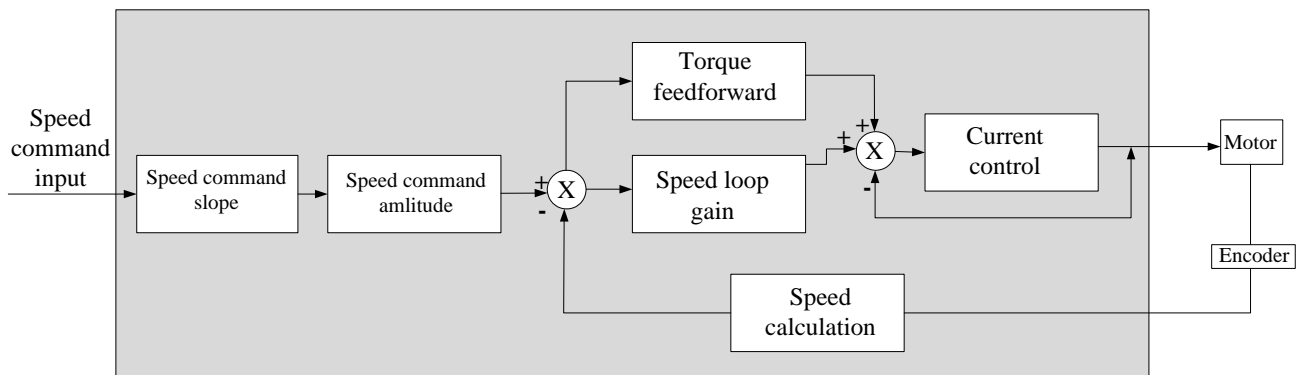 Speed
command
input
Speed command
slope
Speed command
amlitude
+
-
X
Torque
feedforward
Speed loop
gain
+
+
-
X
Current
control
Motor
Encoder
Speed
calculation